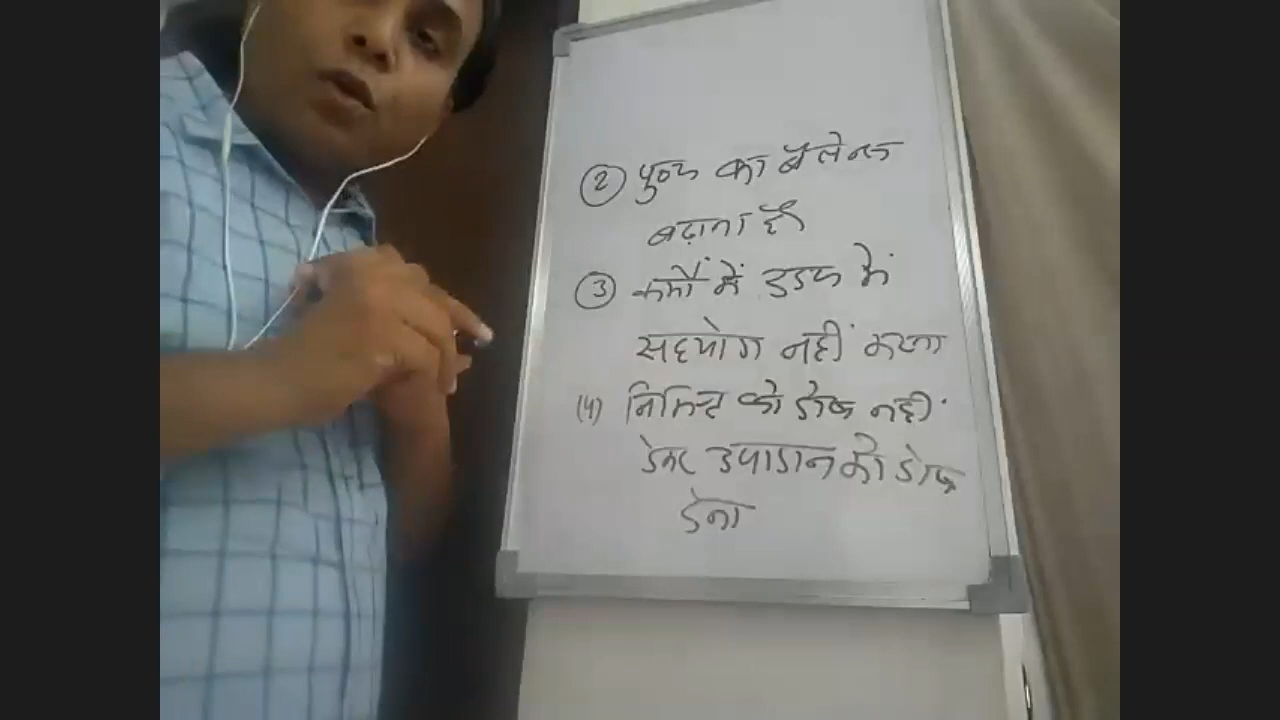 ② पुन्य का बैलेन्स
बढ़ाना है
③ कर्मों में उदय में
सहयोग नहीं करना
(4) निमित्त को दोष नहीं
देकर उपादान को दोष
देना